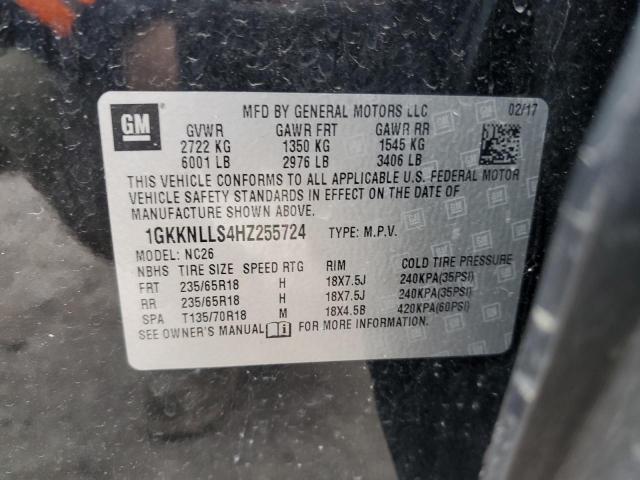 GM
MFD BY GENERAL MOTORS LLC 02/17
GVWR GAWR FRT GAWR RR
2722 KG 1350 KG 1545 KG
6001 LB 2976 LB 3406 LB
THIS VEHICLE CONFORMS TO ALL APPLICABLE U.S. FEDERAL MOTOR
VEHICLE SAFETY STANDARDS IN EFFECT ON THE DATE OF
MANUFACTURE SHOWN ABOVE.
1GKKNLLS4HZ255724 TYPE: M.P.V.
MODEL: NC26
NBHS TIRE SIZE SPEED RTG RIM COLD TIRE PRESSURE
FRT 235/65R18 H 18X7.5J 240KPA(35PSI)
RR 235/65R18 H 18X7.5J 240KPA(35PSI)
SPA T135/70R18 M 18X4.5B 420KPA(60PSI)
SEE OWNER'S MANUAL FOR MORE INFORMATION.